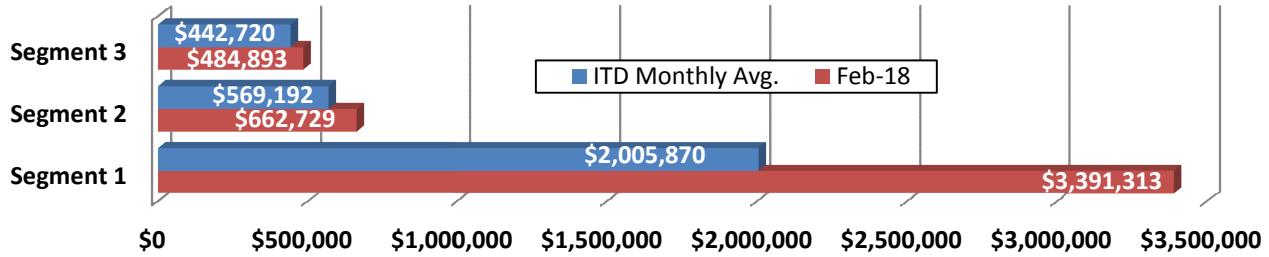 $442,720
Segment 3
$484,893
ITD Monthly Avg. Feb-18
$569,192
Segment 2
$662,729
$2,005,870
Segment 1
$3,391,313
$0 $500,000 $1,000,000 $1,500,000 $2,000,000 $2,500,000 $3,000,000 $3,500,000